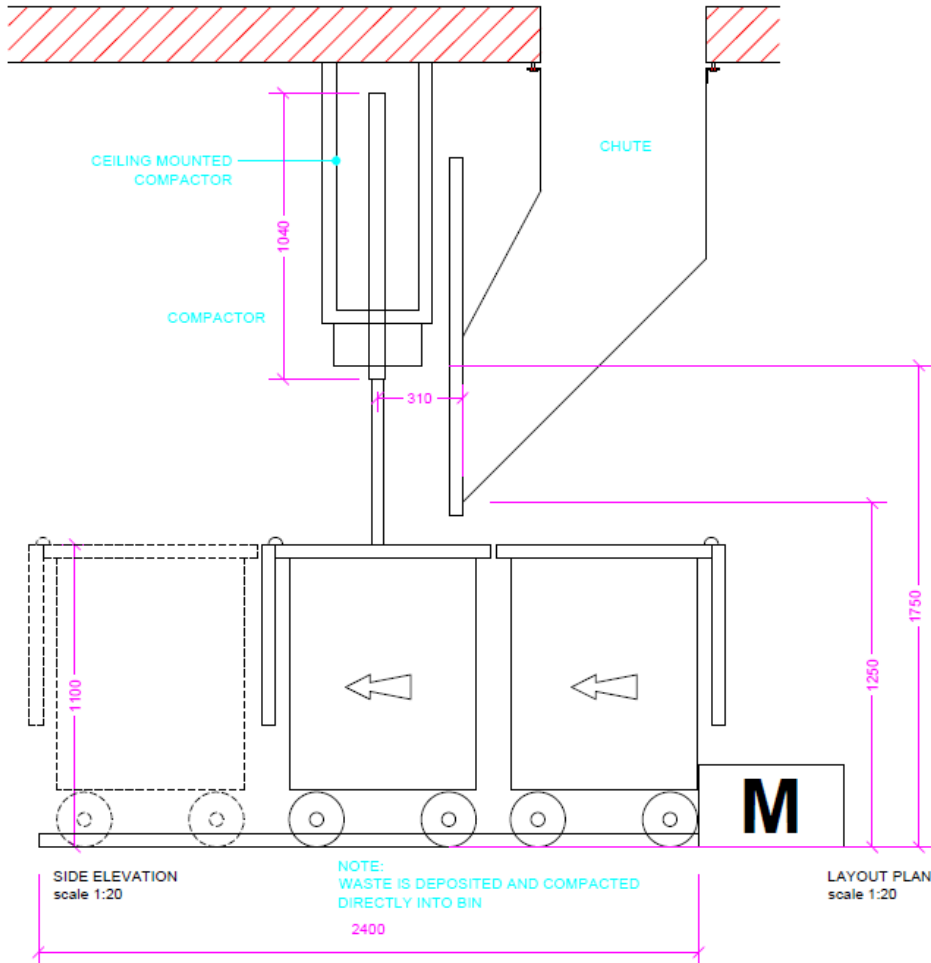 CHUTE
CEILING MOUNTED
COMPACTOR
1040
COMPACTOR
310
1750
1250
1100
M
SIDE ELEVATION
scale 1:20
NOTE:
WASTE IS DEPOSITED AND COMPACTED
DIRECTLY INTO BIN
LAYOUT PLAN
scale 1:20
2400